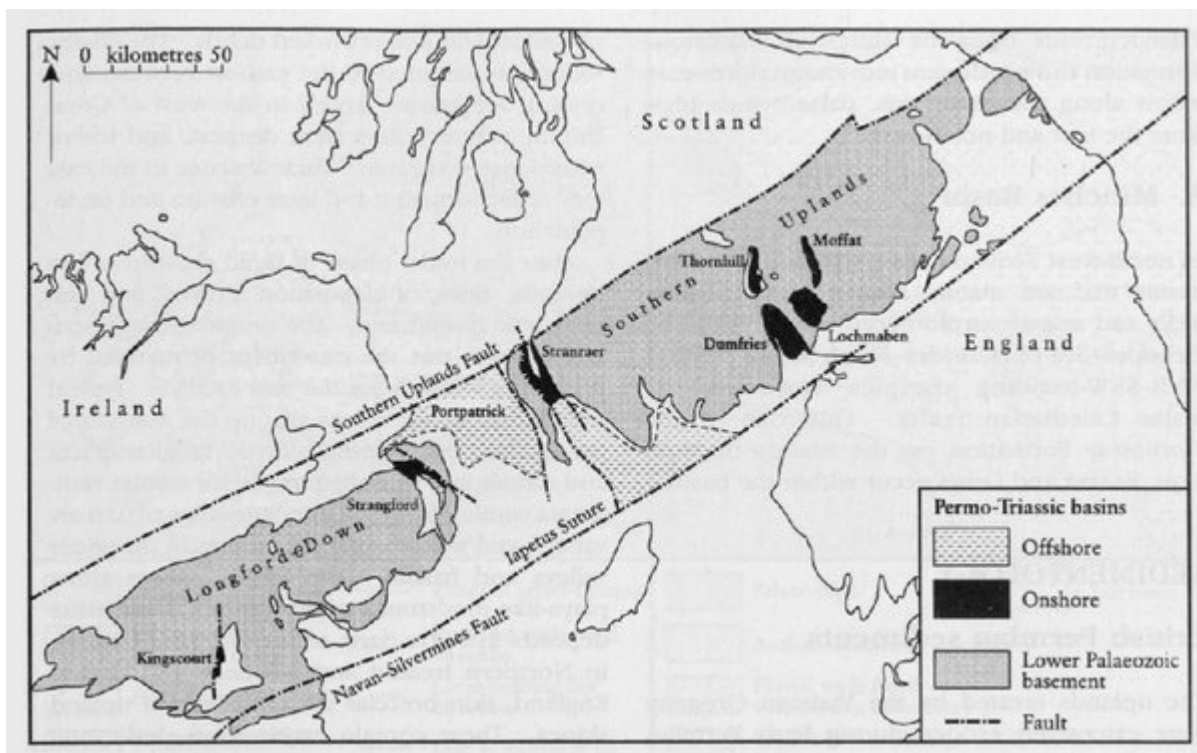 0 kilometres 50
N
Scotland
Southern Uplands
Moffat
Thornhill
Lochmaben
Dumfries
England
Stranraer
Southern Uplands Fault
Portpatrick
Ireland
Strangford
Iapetus Suture
Longford-Down
Navan-Silvermines Fault
Kingscourt
Permo-Triassic basins
Offshore
Onshore
Lower Palaeozoic
basement
Fault